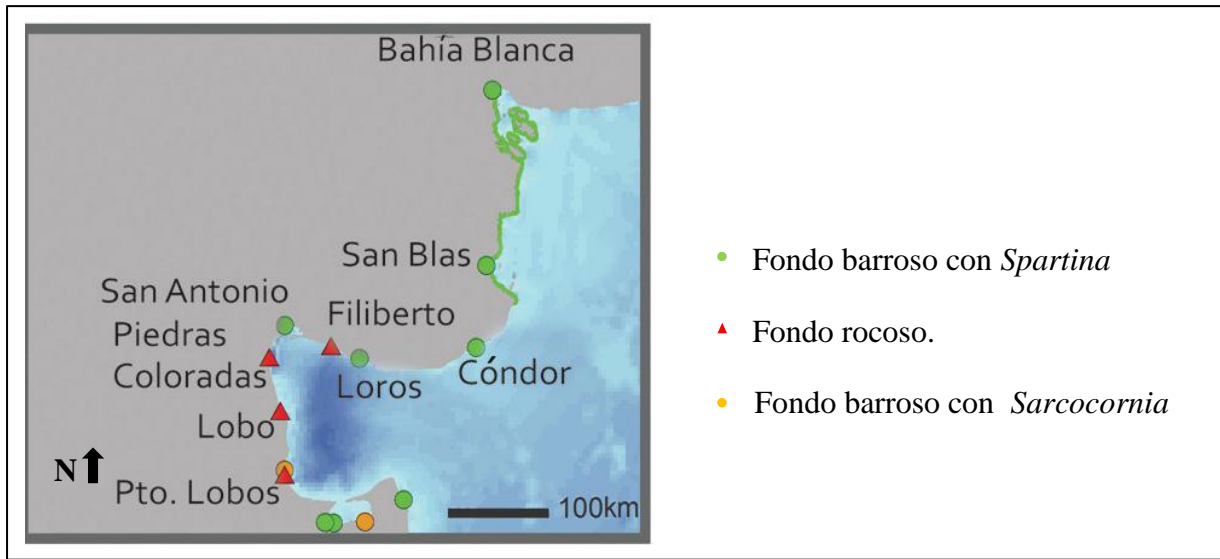 Bahía Blanca
San Blas
San Antonio
Filiberto
Piedras
Coloradas
Loros
Cóndor
Lobo
N
Pto. Lobos
100km
Fondo barroso con Spartina
Fondo rocoso.
Fondo barroso con Sarcocornia